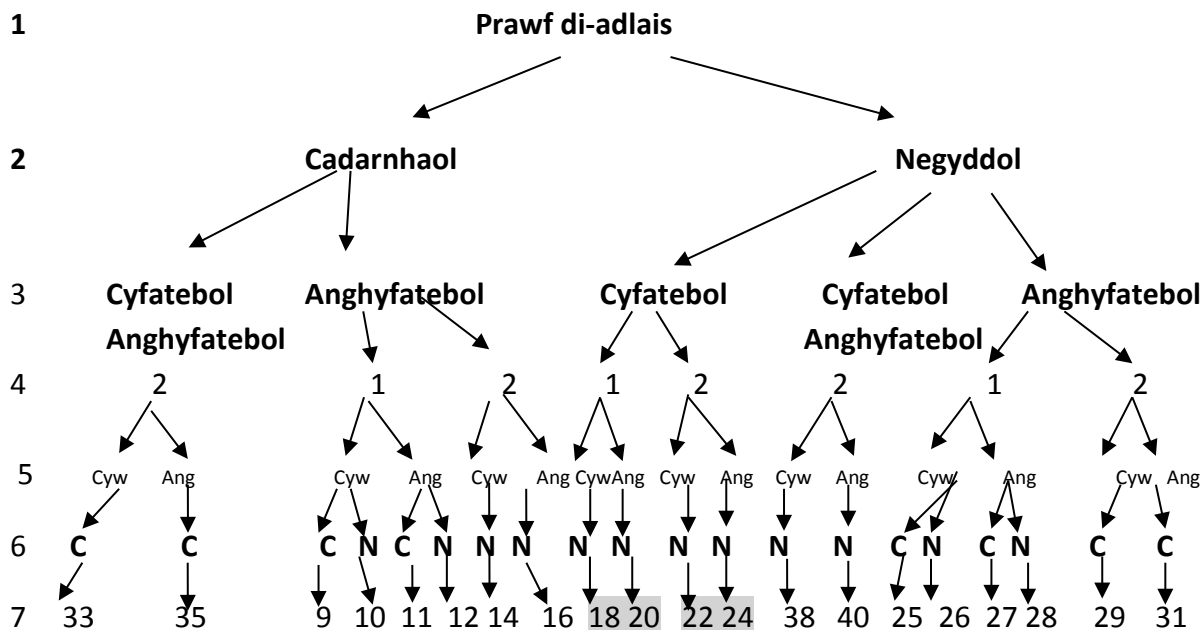 1 Prawf di-adlais
2 Cadarnhaol Negyddol
3 Cyfatebol Anghyfatebol Cyfatebol Cyfatebol Anghyfatebol
Anghyfatebol Anghyfatebol
4 2 1 2 1 2 2 1 2
5 Cyw Ang Cyw Ang Cyw Ang Cyw Ang Cyw Ang Cyw Ang Cyw Ang Cyw Ang
6 C C C N C N N N N N N N N N C N C N C C
7 33 35 9 10 11 12 14 16 18 20 22 24 38 40 25 26 27 28 29 31